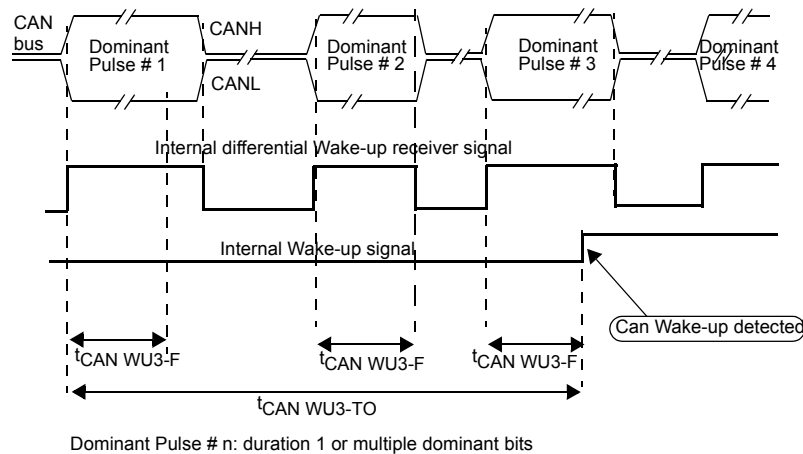 CAN
bus
CANH
CANL
Dominant
Pulse # 1
Dominant
Pulse # 2
Dominant
Pulse # 3
Dominant
Pulse # 4
Internal differential Wake-up receiver signal
Internal Wake-up signal
Can Wake-up detected
tCAN WU3-F
tCAN WU3-F
tCAN WU3-F
tCAN WU3-TO
Dominant Pulse # n: duration 1 or multiple dominant bits